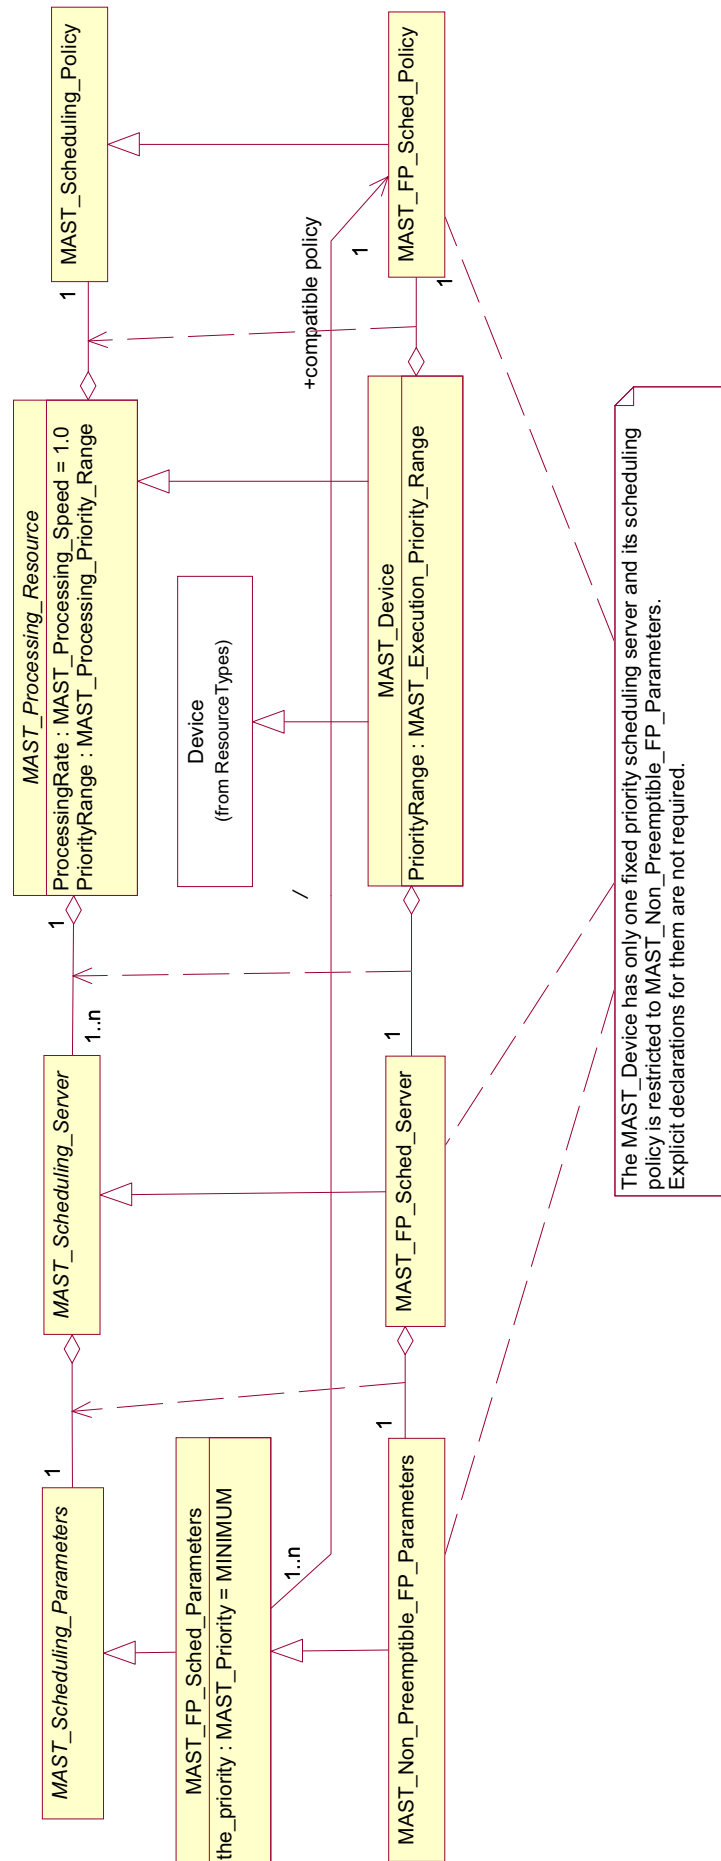 MAST_Scheduling_Parameters
1
MAST_Scheduling_Server
1..n
1
MAST_Processing_Resource
ProcessingRate : MAST_Processing_Speed = 1.0
PriorityRange : MAST_Processing_Priority_Range
1
MAST_Scheduling_Policy
MAST_FP_Sched_Parameters
the_priority : MAST_Priority = MINIMUM
1..n
/
Device
(from ResourceTypes)
+compatible policy
1
MAST_Non_Preemptible_FP_Parameters
1
MAST_FP_Sched_Server
1
MAST_Device
PriorityRange : MAST_Execution_Priority_Range
1
MAST_FP_Sched_Policy
The MAST_Device has only one fixed priority scheduling server and its scheduling
policy is restricted to MAST_Non_Preemptible_FP_Parameters.
Explicit declarations for them are not required.